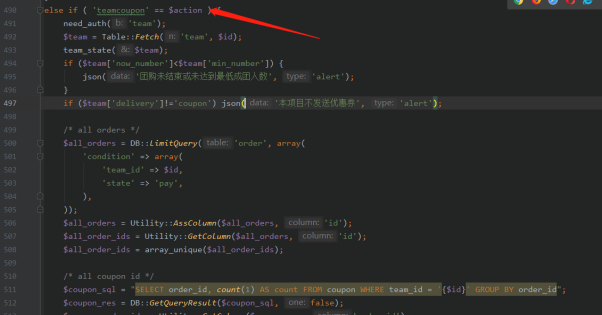 490 else if ( 'teamcoupon' == $action )
491 need_auth( b: 'team');
492 $team = Table::Fetch( n: 'team', $id);
493 team_state( &: $team);
494 if ($team['now_number']<$team['min_number']) {
495 json( data: '团购未结束或未达到最低成团人数', type: 'alert');
496 }
497 if ($team['delivery']!='coupon') json( data: '本项目不发送优惠券', type: 'alert');
498
499 /* all orders */
500 $all_orders = DB::LimitQuery( table: 'order', array(
501 'condition' => array(
502 'team_id' => $id,
503 'state' => 'pay',
504 ),
505 ));
506 $all_orders = Utility::AssColumn($all_orders, column: 'id');
507 $all_order_ids = Utility::GetColumn($all_orders, column: 'id');
508 $all_order_ids = array_unique($all_order_ids);
509
510 /* all coupon id */
511 $coupon_sql = "SELECT order_id, count(1) AS count FROM coupon WHERE team_id = '{$id}' GROUP BY order_id";
512 $coupon_res = DB::GetQueryResult($coupon_sql, one: false);